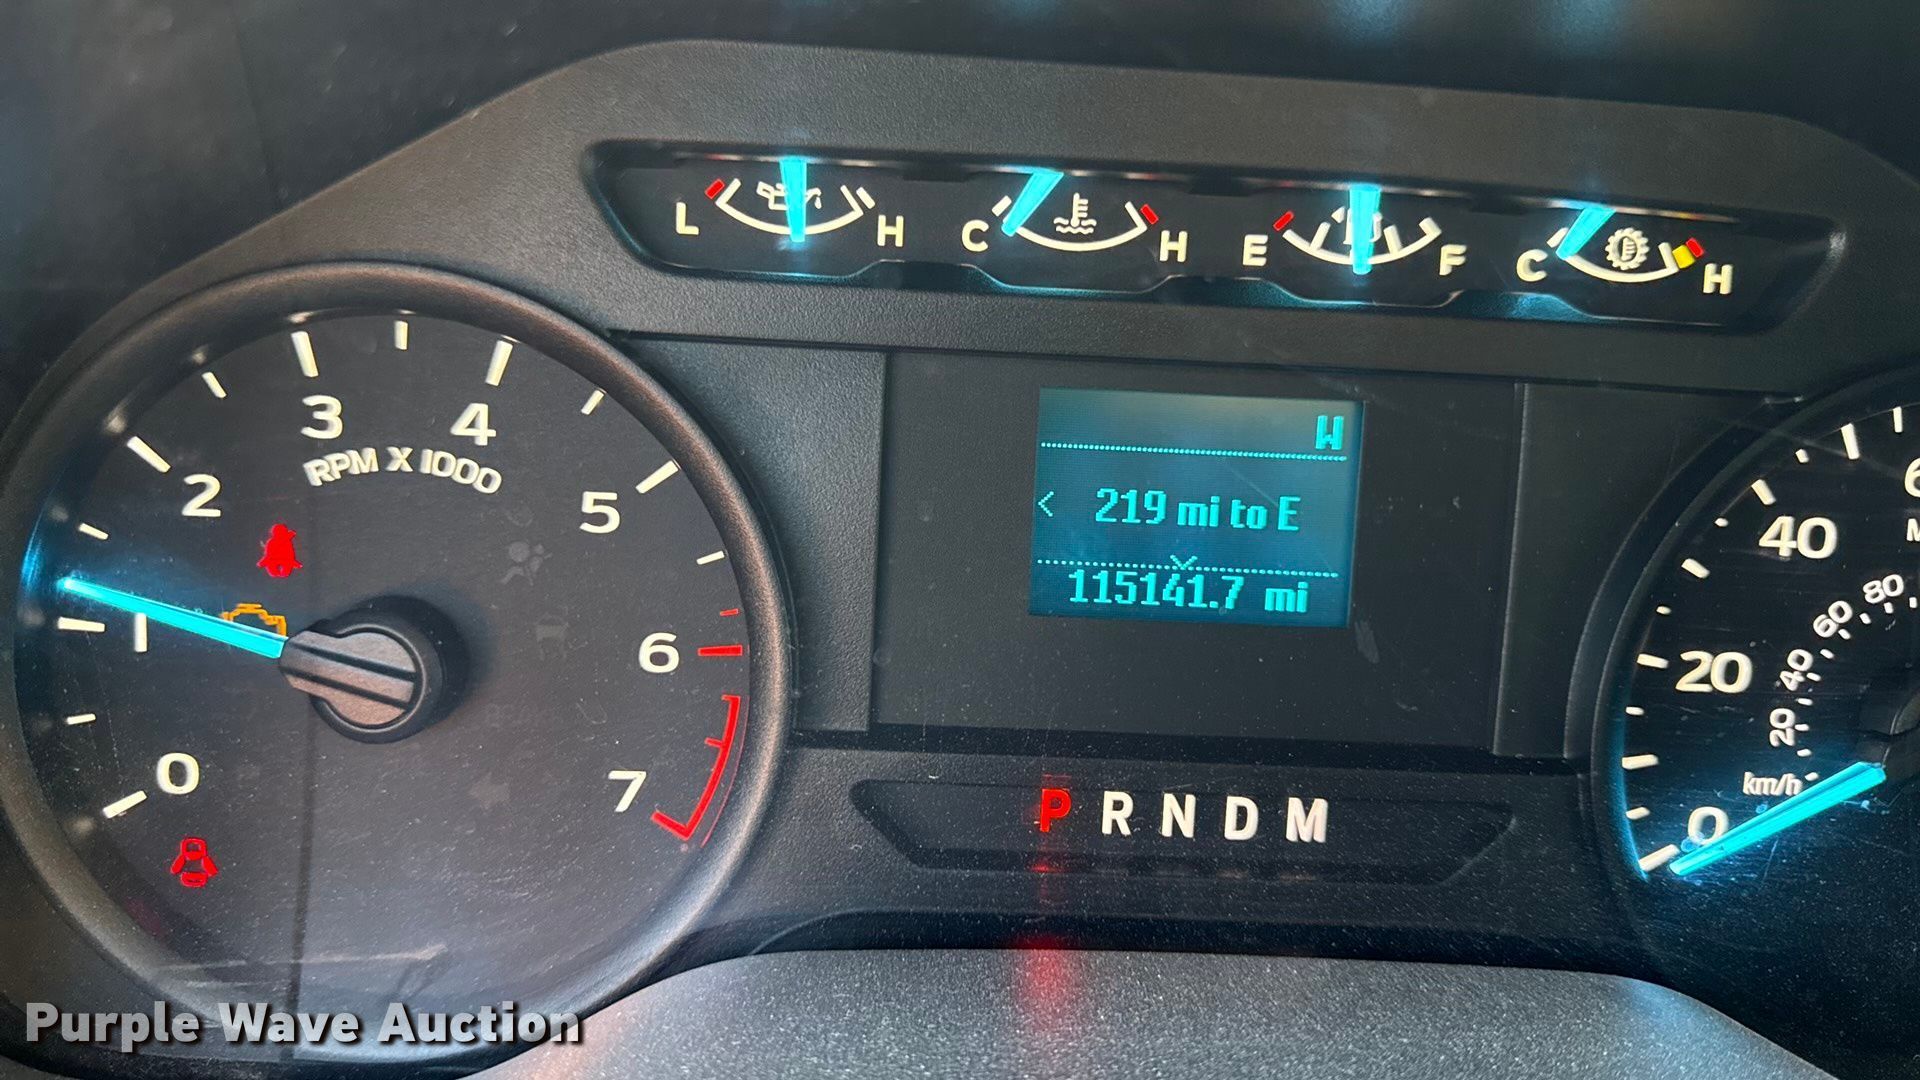 L H C H E F C H
3 4
RPM X 1000
2 5
1 6
0 7
W
< 219 mi to E
115141.7 mi
P R N D M
40
20
0
80
60
40
20
km/h
Purple Wave Auction